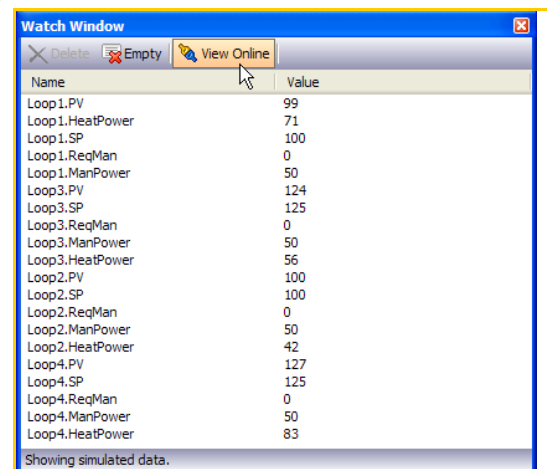 Watch Window
Delete Empty View Online
Name Value
Loop1.PV 99
Loop1.HeatPower 71
Loop1.SP 100
Loop1.ReqMan 0
Loop1.ManPower 50
Loop3.PV 124
Loop3.SP 125
Loop3.ReqMan 0
Loop3.ManPower 50
Loop3.HeatPower 56
Loop2.PV 100
Loop2.SP 100
Loop2.ReqMan 0
Loop2.ManPower 50
Loop2.HeatPower 42
Loop4.PV 127
Loop4.SP 125
Loop4.ReqMan 0
Loop4.ManPower 50
Loop4.HeatPower 83
Showing simulated data.